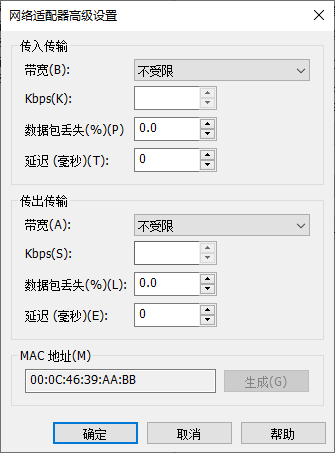 网络适配器高级设置
传入传输
带宽(B): 不受限
Kbps(K):
数据包丢失(%)(P) 0.0
延迟 (毫秒)(T): 0
传出传输
带宽(A): 不受限
Kbps(S):
数据包丢失(%)(L): 0.0
延迟 (毫秒)(E): 0
MAC 地址(M)
00:0C:46:39:AA:BB 生成(G)
确定 取消 帮助